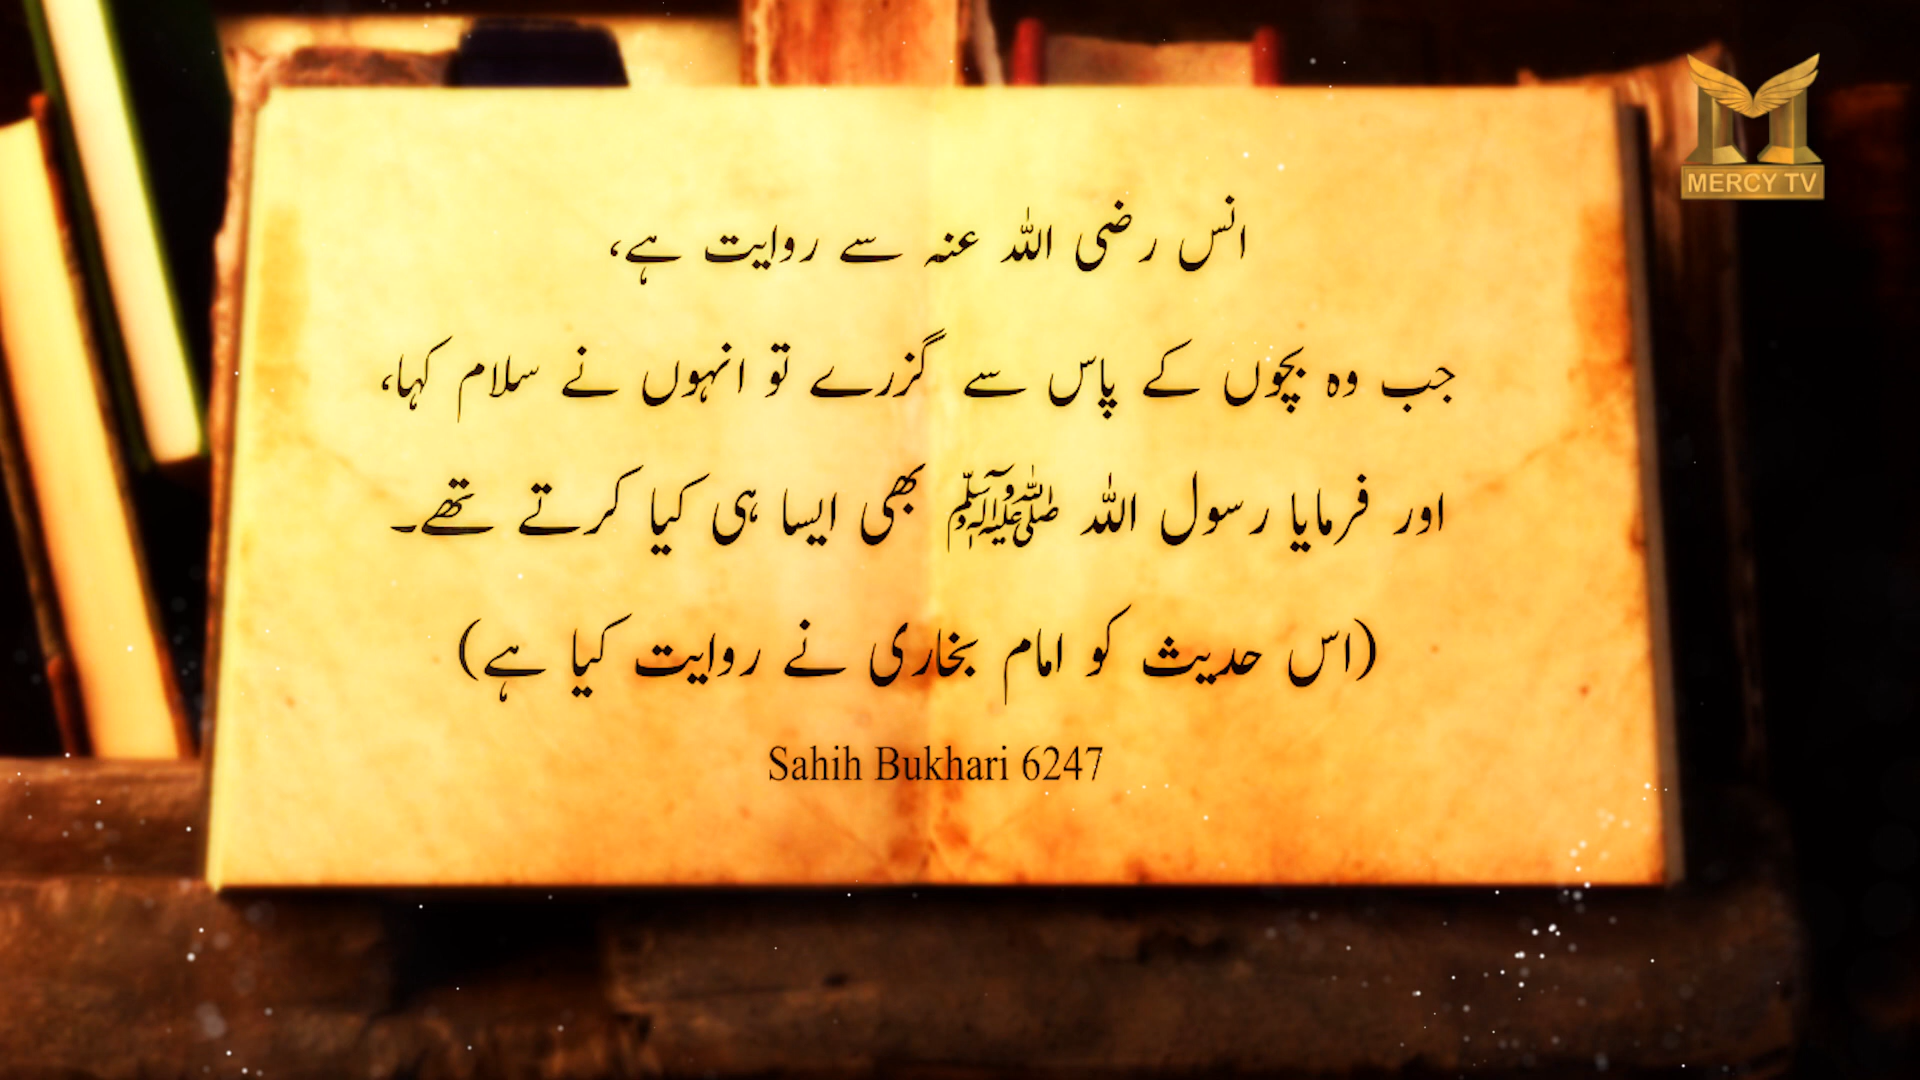 MERCY TV
انس رضی اللہ عنہ سے روایت ہے،
جب وہ بچوں کے پاس سے گزرے تو انہوں نے سلام کہا،
اور فرمایا رسول اللہ ﷺ بھی ایسا ہی کیا کرتے تھے۔
(اس حدیث کو امام بخاری نے روایت کیا ہے)
Sahih Bukhari 6247